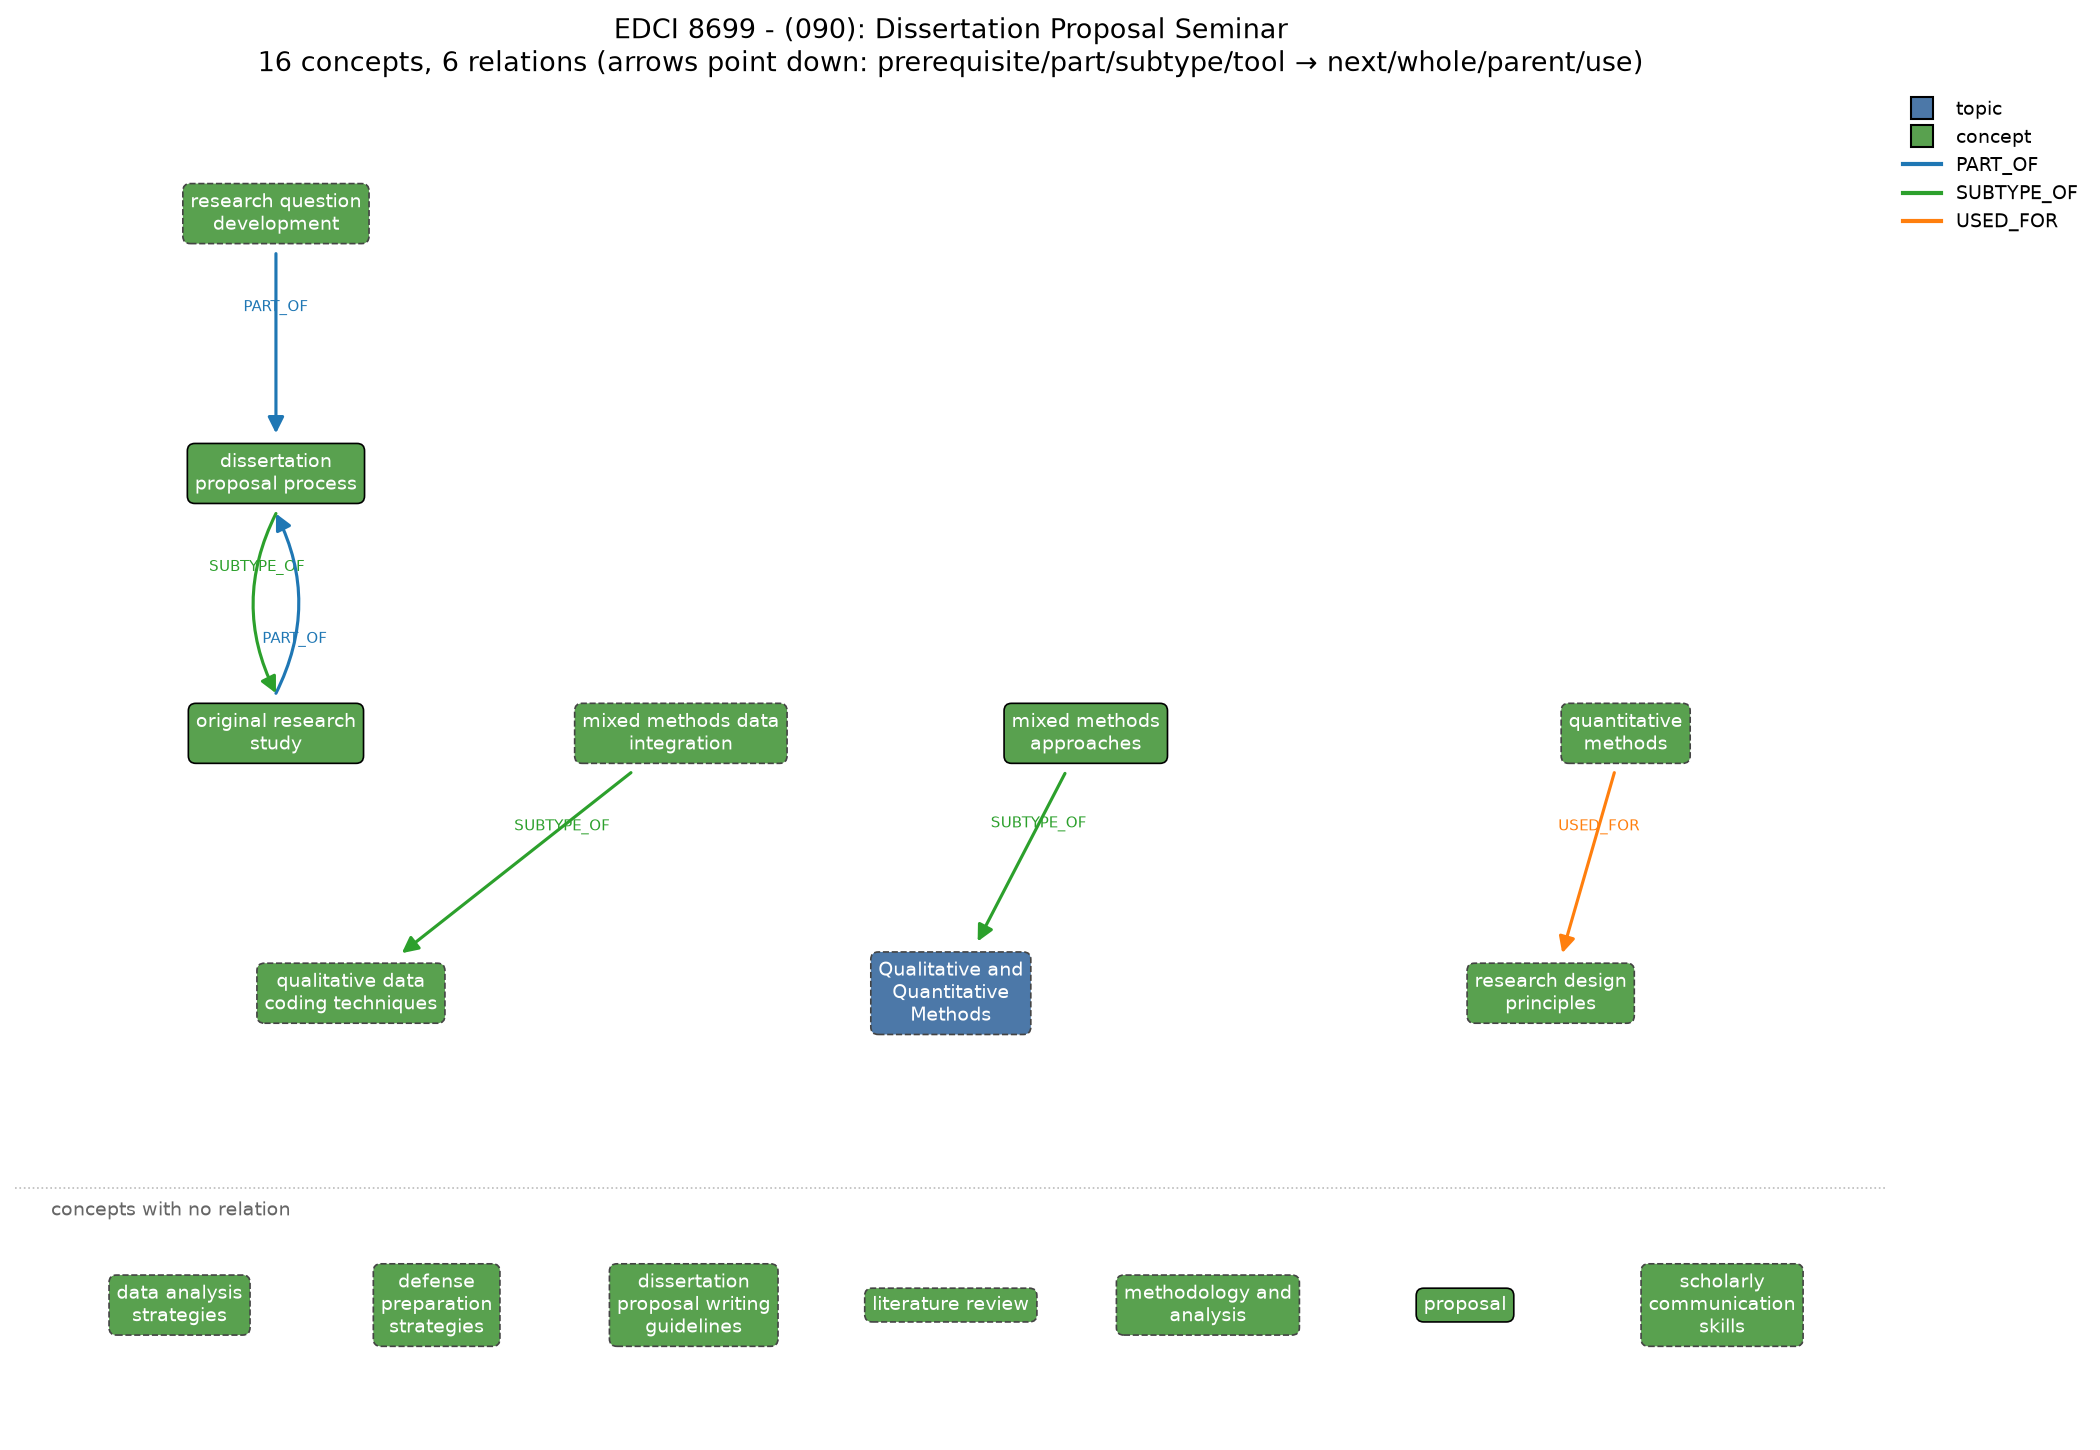 EDCI 8699 - (090): Dissertation Proposal Seminar
16 concepts, 6 relations (arrows point down: prerequisite/part/subtype/tool → next/whole/parent/use)
topic
concept
PART_OF
SUBTYPE_OF
USED_FOR
research question
development
PART_OF
dissertation
proposal process
SUBTYPE_OF
PART_OF
original research
study
mixed methods data
integration
mixed methods
approaches
quantitative
methods
SUBTYPE_OF
SUBTYPE_OF
USED_FOR
qualitative data
coding techniques
Qualitative and
Quantitative
Methods
research design
principles
concepts with no relation
data analysis
strategies
defense
preparation
strategies
dissertation
proposal writing
guidelines
literature review
methodology and
analysis
proposal
scholarly
communication
skills